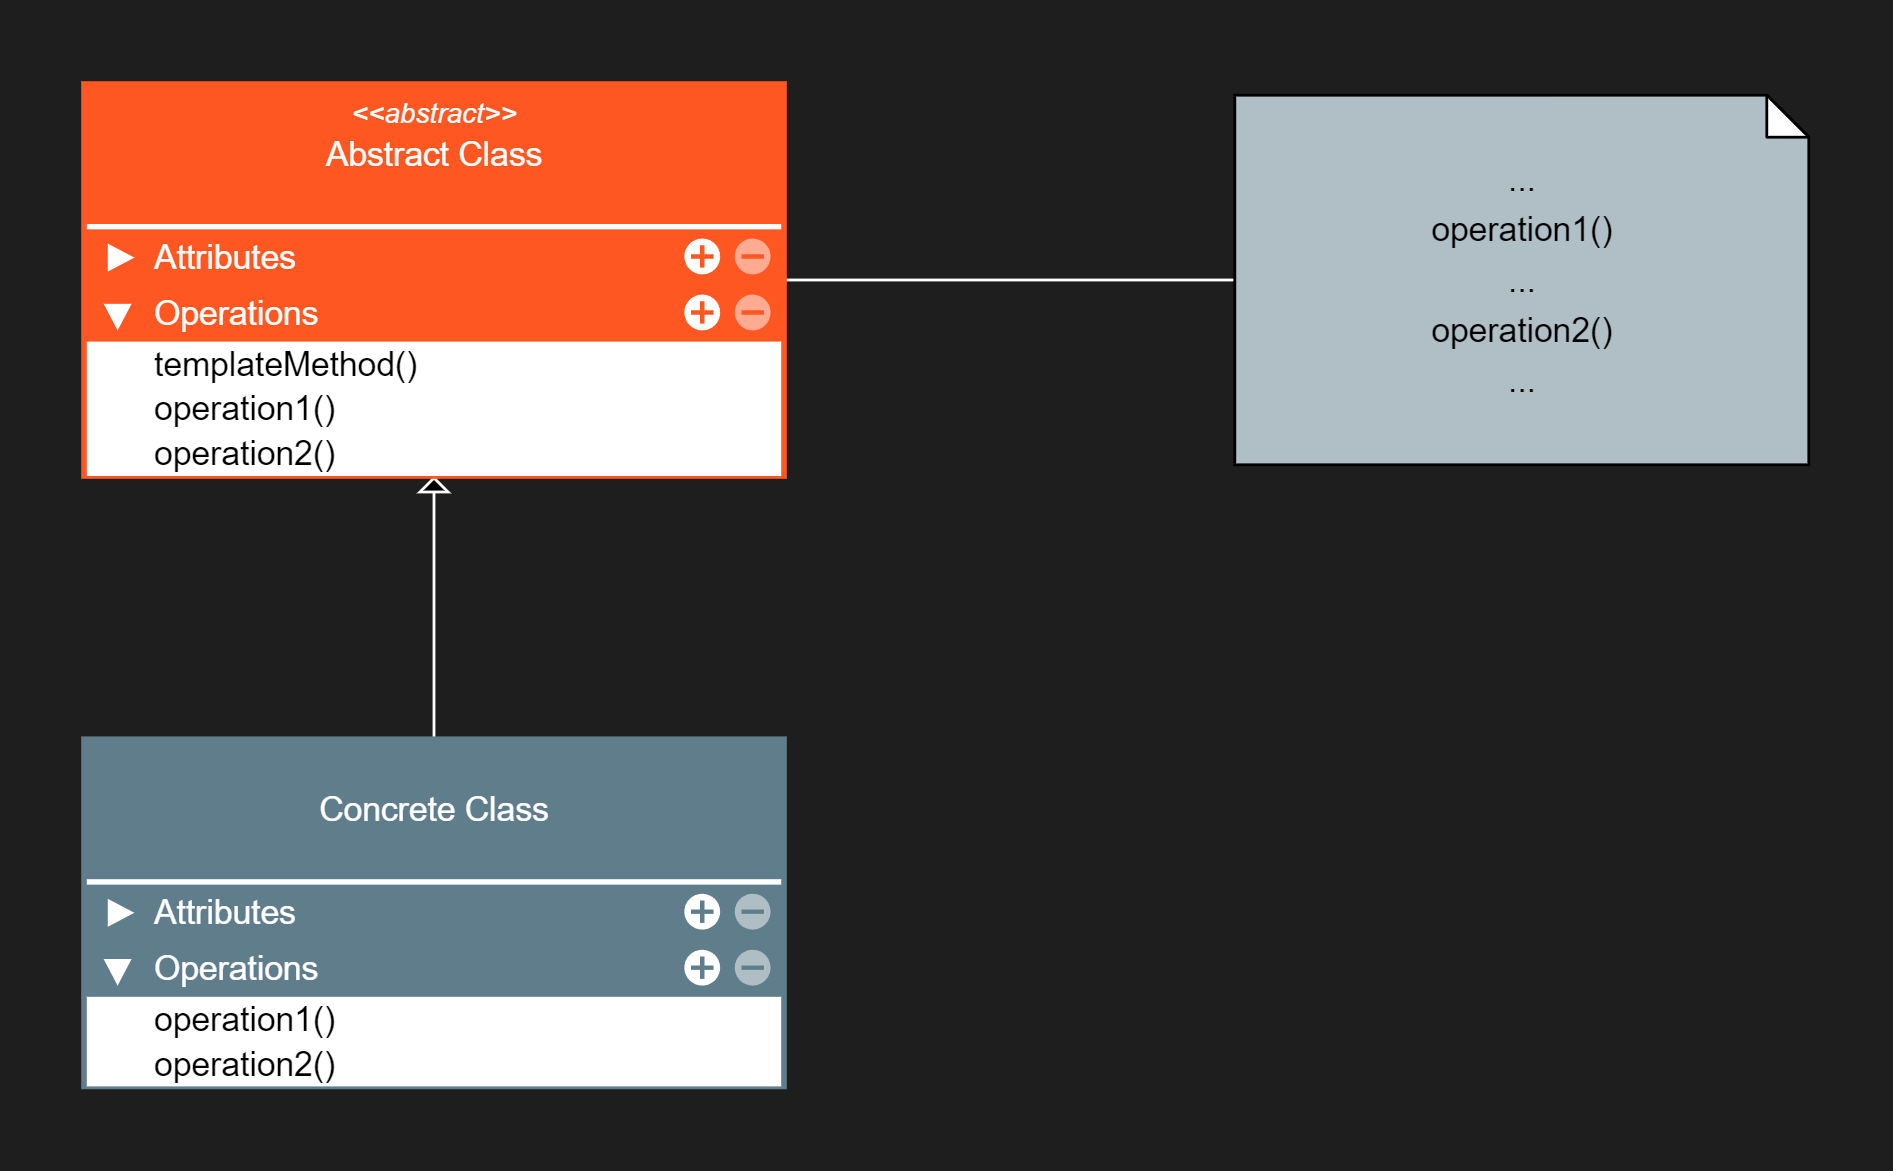 <<abstract>>
Abstract Class
Attributes
Operations
templateMethod()
operation1()
operation2()
...
operation1()
...
operation2()
...
Concrete Class
Attributes
Operations
operation1()
operation2()